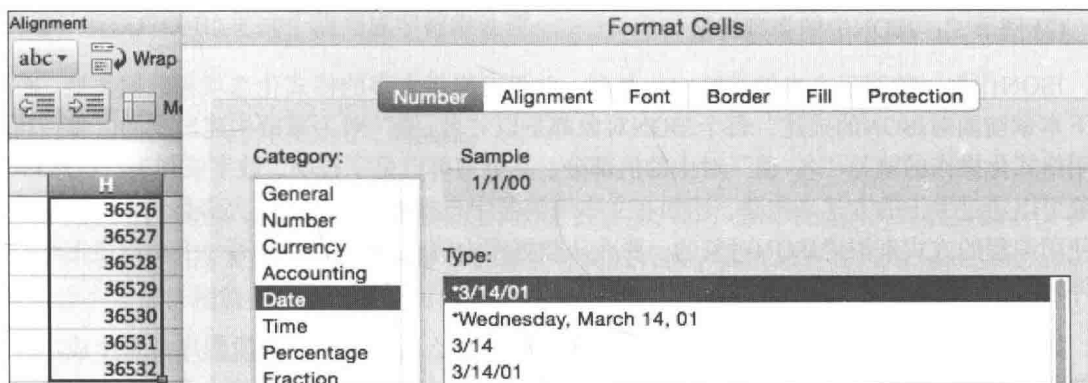 Alignment
abc
Wrap
Format Cells
Number Alignment Font Border Fill Protection
Category:
General
Number
Currency
Accounting
Date
Time
Percentage
Fraction
Sample
1/1/00
Type:
*3/14/01
*Wednesday, March 14, 01
3/14
3/14/01
H
36526
36527
36528
36529
36530
36531
36532